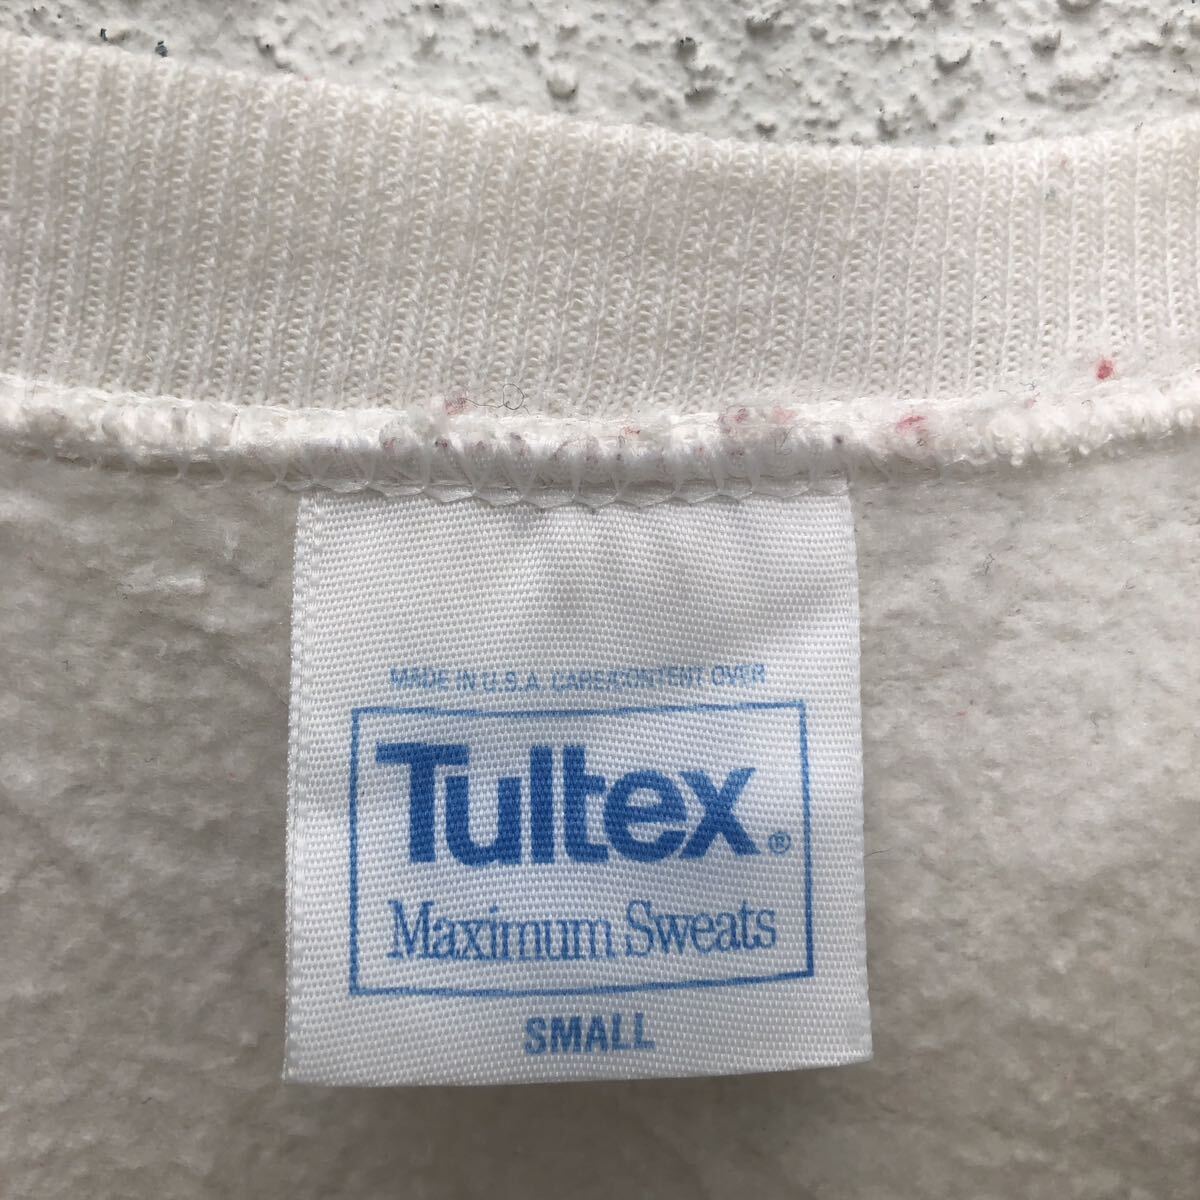 MADE IN U.S.A. CARE/CONTENT OVER
Tultex®
Maximum Sweats
SMALL